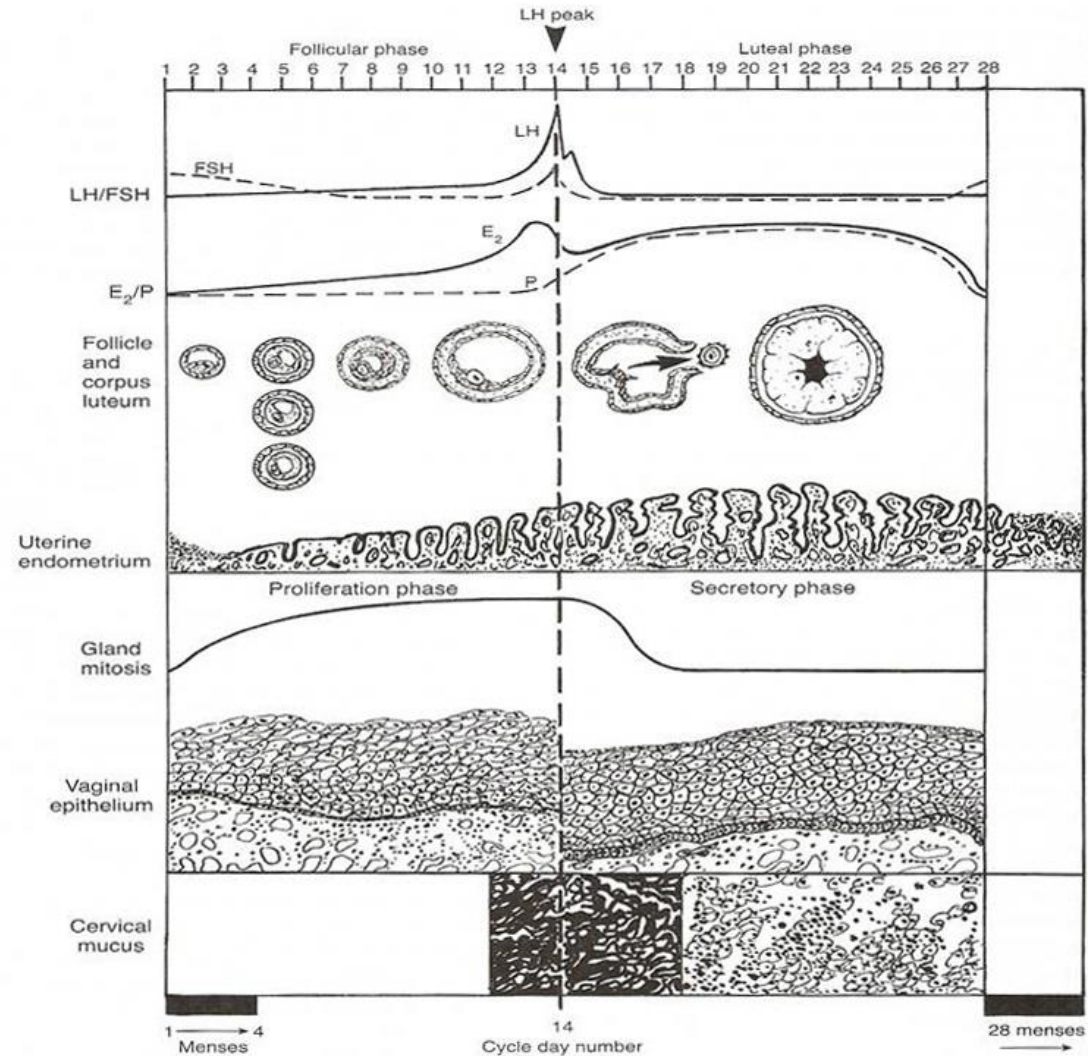 LH peak
Follicular phase
Luteal phase
1 2 3 4 5 6 7 8 9 10 11 12 13 14 15 16 17 18 19 20 21 22 23 24 25 26 27 28
LH
FSH
LH/FSH
E₂
P
E₂/P
Follicle
and
corpus
luteum
Uterine
endometrium
Proliferation phase
Secretory phase
Gland
mitosis
Vaginal
epithelium
Cervical
mucus
1 → 4
14
28 menses
Menses
Cycle day number